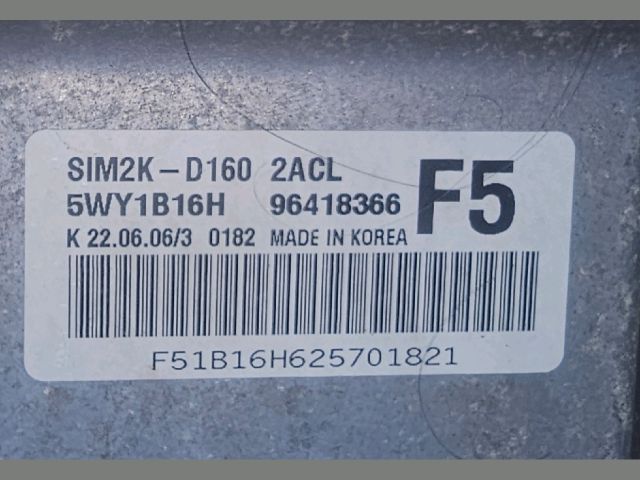 SIM2K-D160 2ACL
5WY1B16H 96418366 F5
K 22.06.06/3 0182 MADE IN KOREA
F51B16H625701821